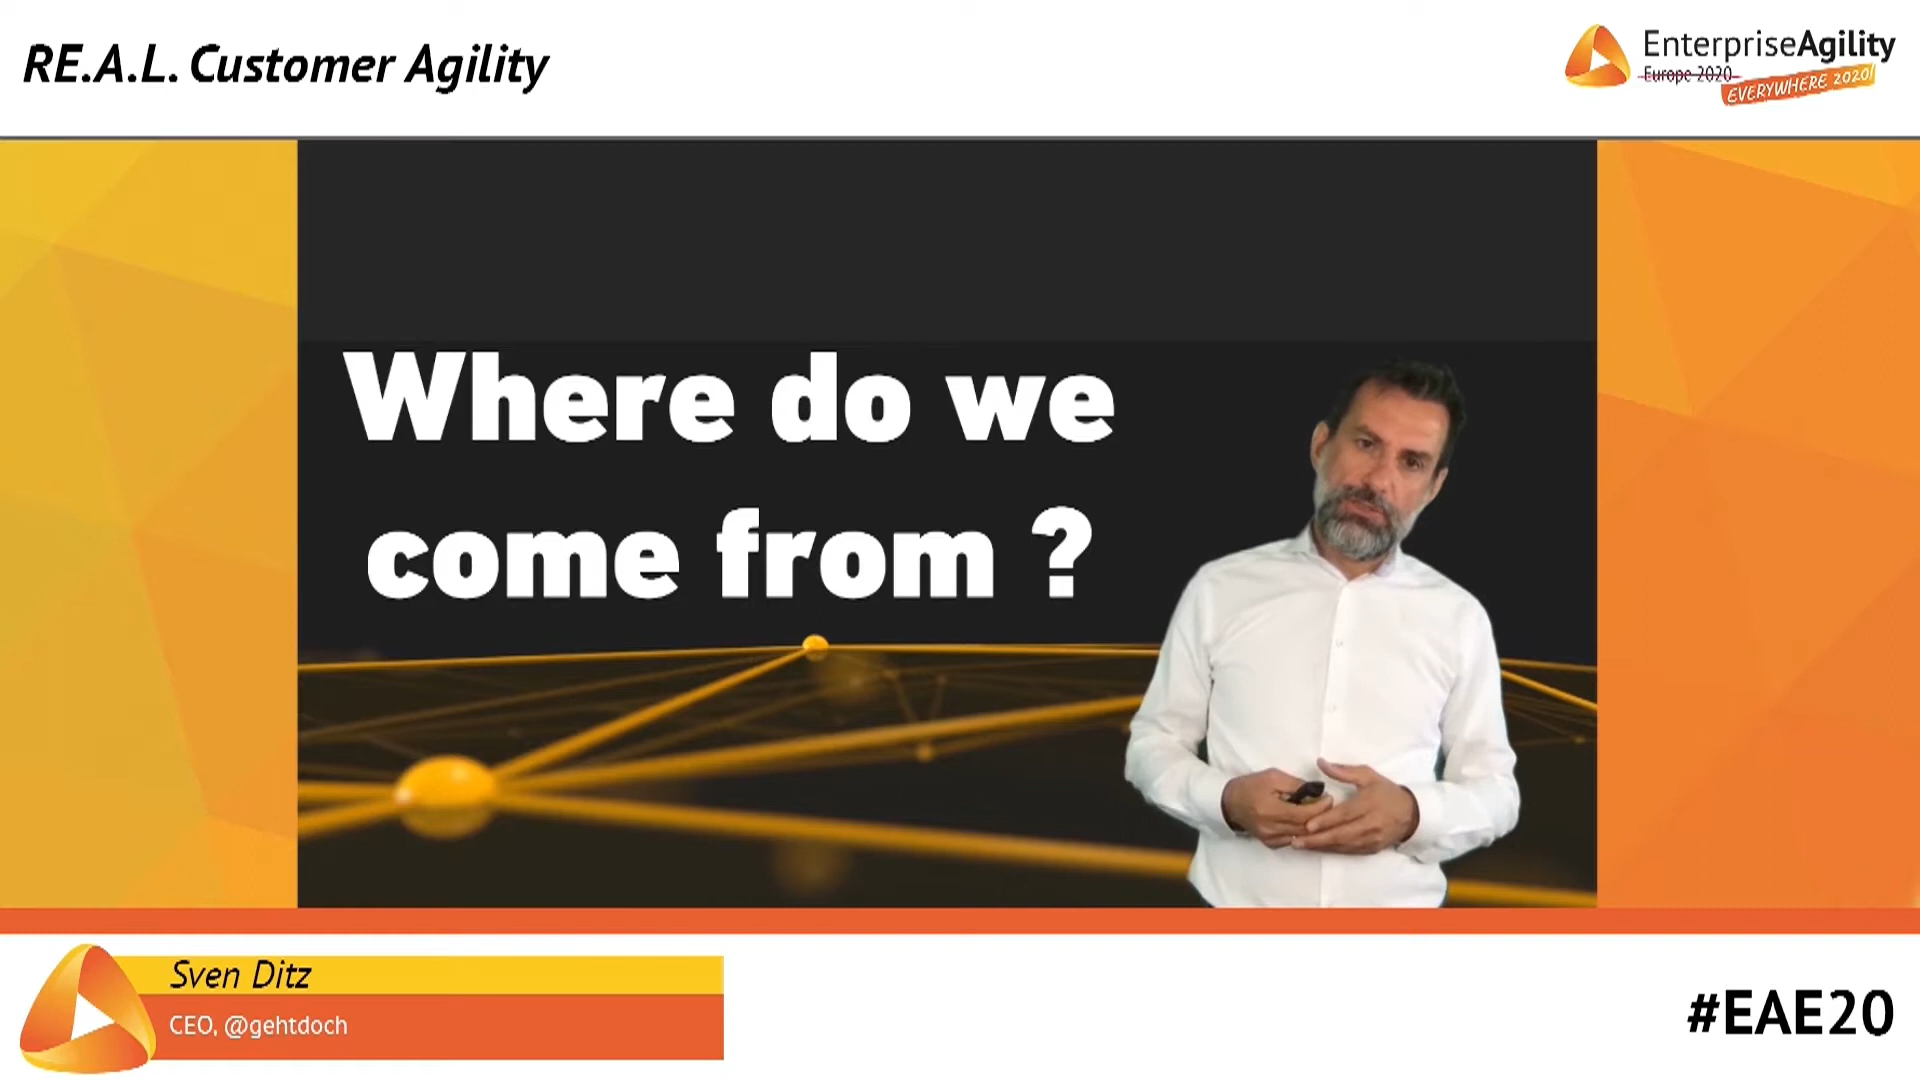 RE.A.L. Customer Agility
EnterpriseAgility
Europe 2020
EVERYWHERE 2020!
Where do we
come from ?
Sven Ditz
CEO, @gehtdoch
#EAE20